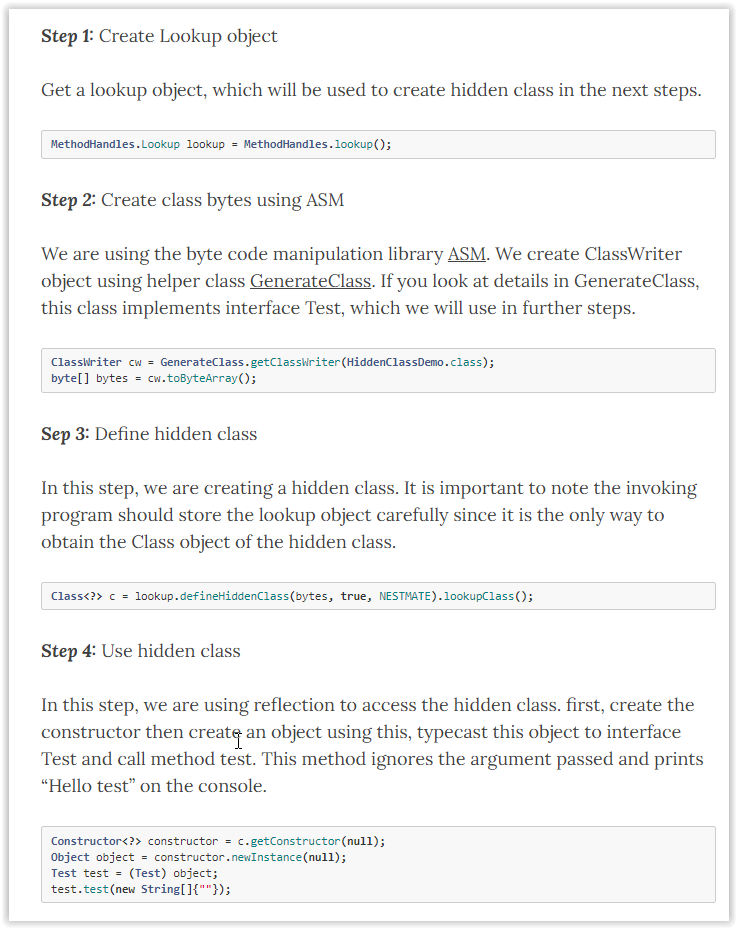 Step 1: Create Lookup object
Get a lookup object, which will be used to create hidden class in the next steps.
MethodHandles.Lookup lookup = MethodHandles.lookup();
Step 2: Create class bytes using ASM
We are using the byte code manipulation library ASM. We create ClassWriter
object using helper class GenerateClass. If you look at details in GenerateClass,
this class implements interface Test, which we will use in further steps.
ClassWriter cw = GenerateClass.getClassWriter(HiddenClassDemo.class);
byte[] bytes = cw.toByteArray();
Sep 3: Define hidden class
In this step, we are creating a hidden class. It is important to note the invoking
program should store the lookup object carefully since it is the only way to
obtain the Class object of the hidden class.
Class<?> c = lookup.defineHiddenClass(bytes, true, NESTMATE).lookupClass();
Step 4: Use hidden class
In this step, we are using reflection to access the hidden class. first, create the
constructor then create an object using this, typecast this object to interface
Test and call method test. This method ignores the argument passed and prints
“Hello test” on the console.
Constructor<?> constructor = c.getConstructor(null);
Object object = constructor.newInstance(null);
Test test = (Test) object;
test.test(new String[]{""});